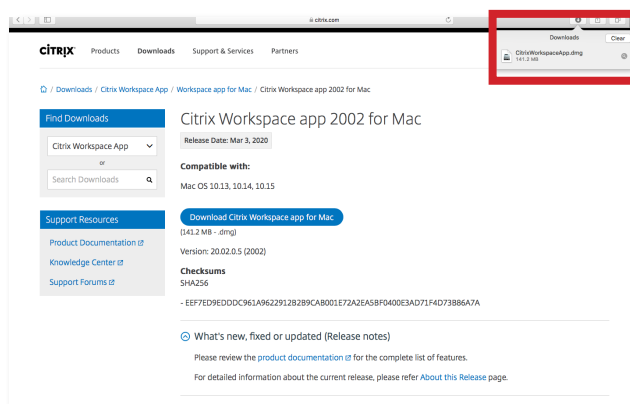 citrix.com
Downloads
Clear
CitrixWorkspaceApp.dmg
141.2 MB
CİTRİX
Products
Downloads
Support & Services
Partners
/ Downloads / Citrix Workspace App / Workspace app for Mac / Citrix Workspace app 2002 for Mac
Find Downloads
Citrix Workspace App
or
Search Downloads
Support Resources
Product Documentation
Knowledge Center
Support Forums
Citrix Workspace app 2002 for Mac
Release Date: Mar 3, 2020
Compatible with:
Mac OS 10.13, 10.14, 10.15
Download Citrix Workspace app for Mac
(141.2 MB - .dmg)
Version: 20.02.0.5 (2002)
Checksums
SHA256
- EEF7ED9EDDDC961A9622912B2B9CAB001E72A2EA5BF0400E3AD71F4D73B86A7A
What's new, fixed or updated (Release notes)
Please review the product documentation for the complete list of features.
For detailed information about the current release, please refer About this Release page.